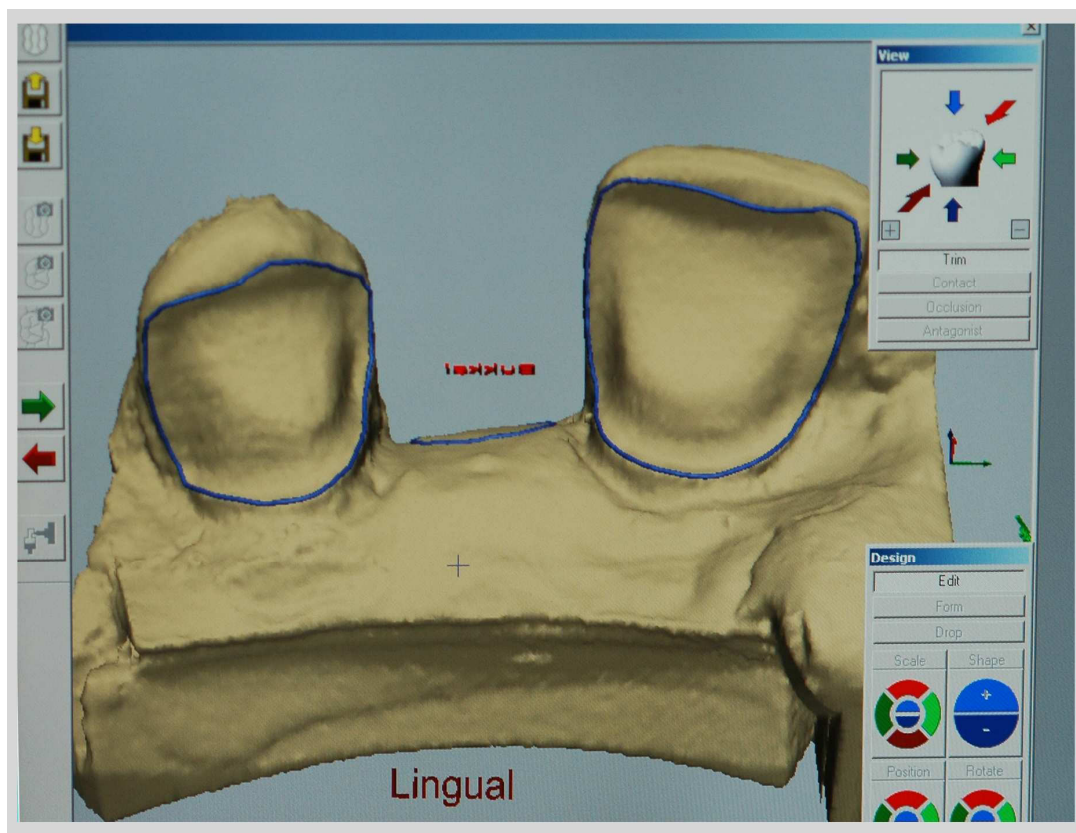 View
Trim
Contact
Occlusion
Antagonist
Design
Edit
Form
Drop
Scale
Shape
Position
Rotate
Lingual